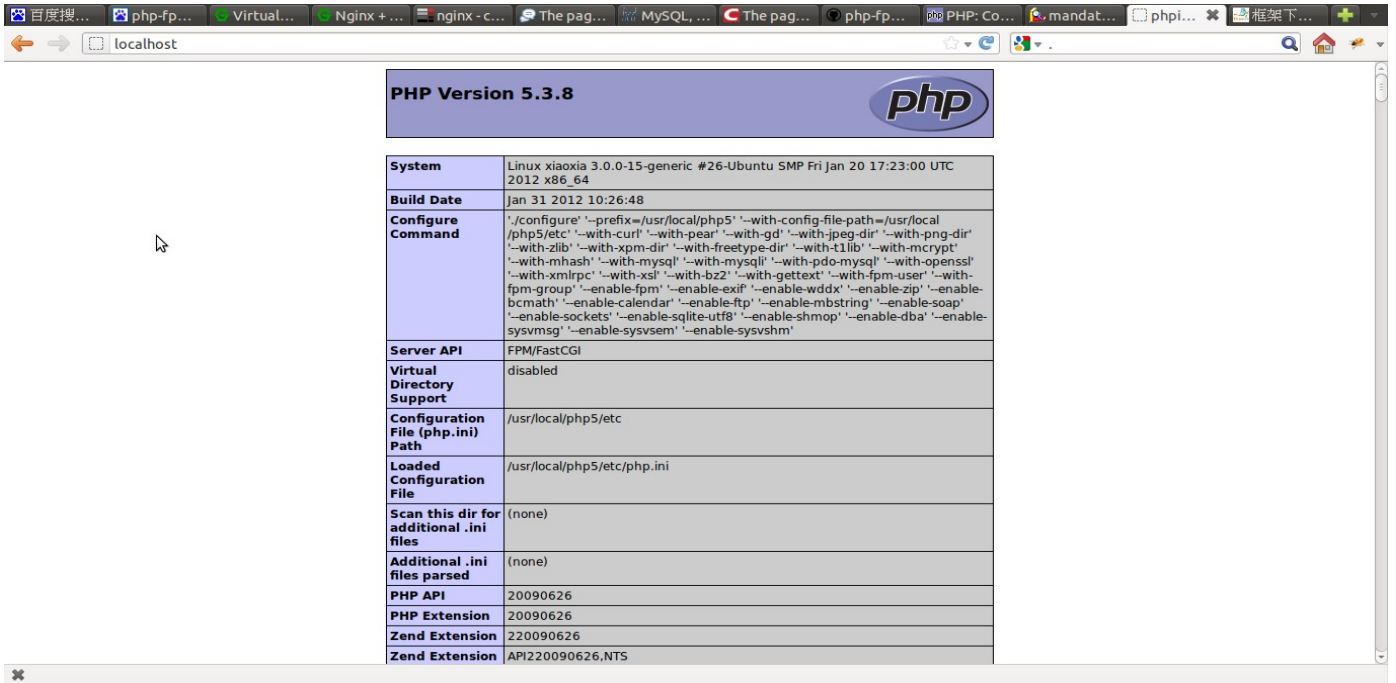 百度搜...
php-fp...
Virtual...
Nginx + ...
nginx - c...
The pag...
MySQL, ...
The pag...
php-fp...
PHP: Co...
mandat...
phpi...
框架下...
localhost
.
PHP Version 5.3.8
php
System Linux xiaoxia 3.0.0-15-generic #26-Ubuntu SMP Fri Jan 20 17:23:00 UTC
2012 x86_64
Build Date Jan 31 2012 10:26:48
Configure './configure' '--prefix=/usr/local/php5' '--with-config-file-path=/usr/local
Command /php5/etc' '--with-curl' '--with-pear' '--with-gd' '--with-jpeg-dir' '--with-png-dir'
'--with-zlib' '--with-xpm-dir' '--with-freetype-dir' '--with-t1lib' '--with-mcrypt'
'--with-mhash' '--with-mysql' '--with-mysqli' '--with-pdo-mysql' '--with-openssl'
'--with-xmlrpc' '--with-xsl' '--with-bz2' '--with-gettext' '--with-fpm-user' '--with-
fpm-group' '--enable-fpm' '--enable-exif' '--enable-wddx' '--enable-zip' '--enable-
bcmath' '--enable-calendar' '--enable-ftp' '--enable-mbstring' '--enable-soap'
'--enable-sockets' '--enable-sqlite-utf8' '--enable-shmop' '--enable-dba' '--enable-
sysvmsg' '--enable-sysvsem' '--enable-sysvshm'
Server API FPM/FastCGI
Virtual disabled
Directory
Support
Configuration /usr/local/php5/etc
File (php.ini)
Path
Loaded /usr/local/php5/etc/php.ini
Configuration
File
Scan this dir for (none)
additional .ini
files
Additional .ini (none)
files parsed
PHP API 20090626
PHP Extension 20090626
Zend Extension 220090626
Zend Extension API220090626,NTS